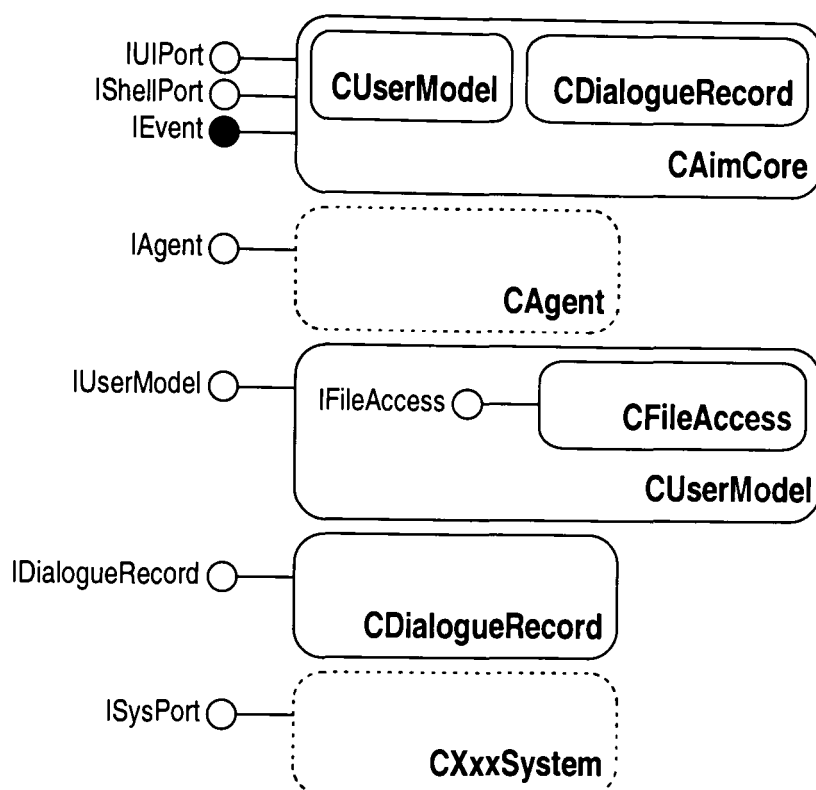 IUIPort
IShellPort
IEvent
CUserModel
CDialogueRecord
CAimCore
IAgent
CAgent
IUserModel
IFileAccess
CFileAccess
CUserModel
IDialogueRecord
CDialogueRecord
ISysPort
CXxxSystem